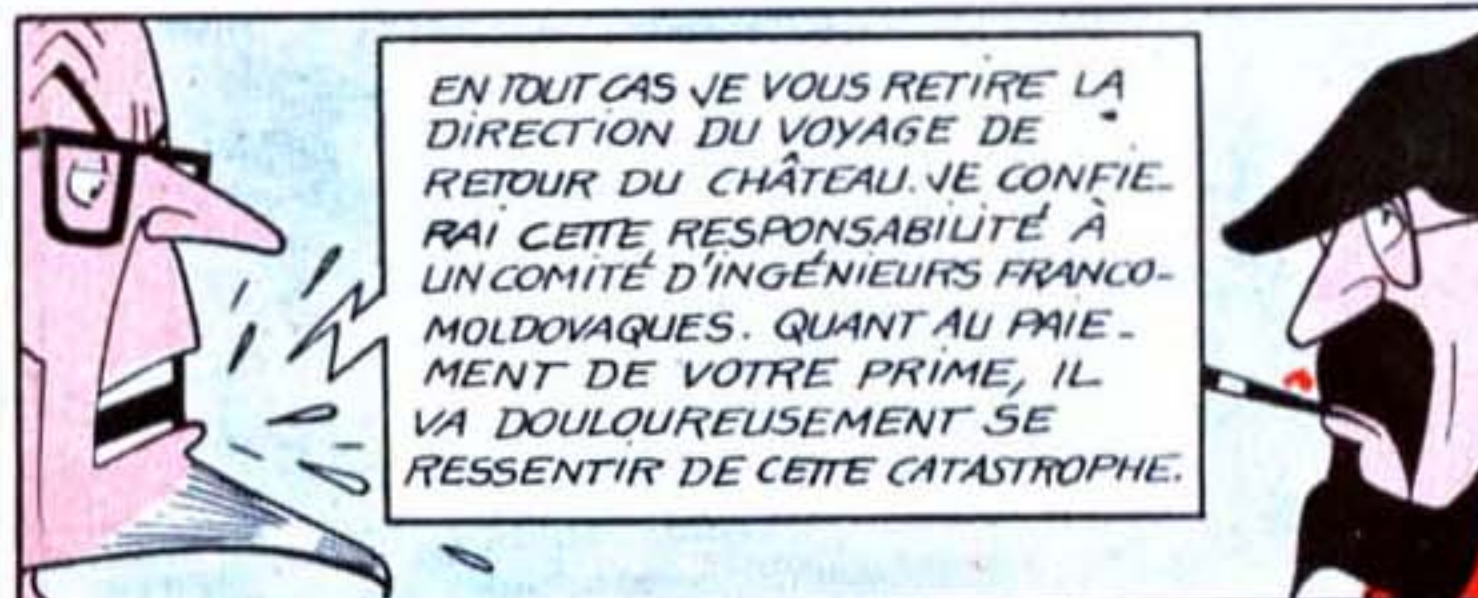 EN TOUT CAS JE VOUS RETIRE LA
DIRECTION DU VOYAGE DE
RETOUR DU CHÂTEAU. JE CONFIE-
RAI CETTE RESPONSABILITÉ À
UN COMITÉ D'INGÉNIEURS FRANCO-
MOLDOVAQUES. QUANT AU PAIE-
MENT DE VOTRE PRIME, IL
VA DOULOUREUSEMENT SE
RESSENTIR DE CETTE CATASTROPHE.